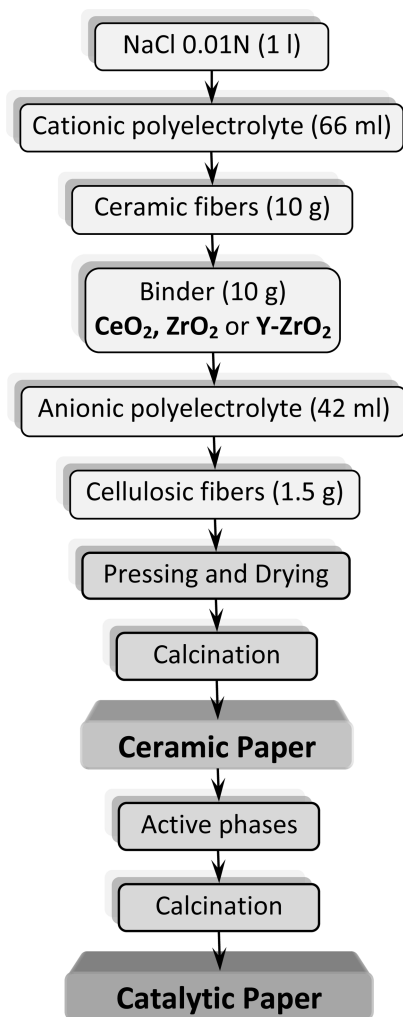 NaCl 0.01N (1 l)
Cationic polyelectrolyte (66 ml)
Ceramic fibers (10 g)
Binder (10 g)
CeO₂, ZrO₂ or Y-ZrO₂
Anionic polyelectrolyte (42 ml)
Cellulosic fibers (1.5 g)
Pressing and Drying
Calcination
Ceramic Paper
Active phases
Calcination
Catalytic Paper